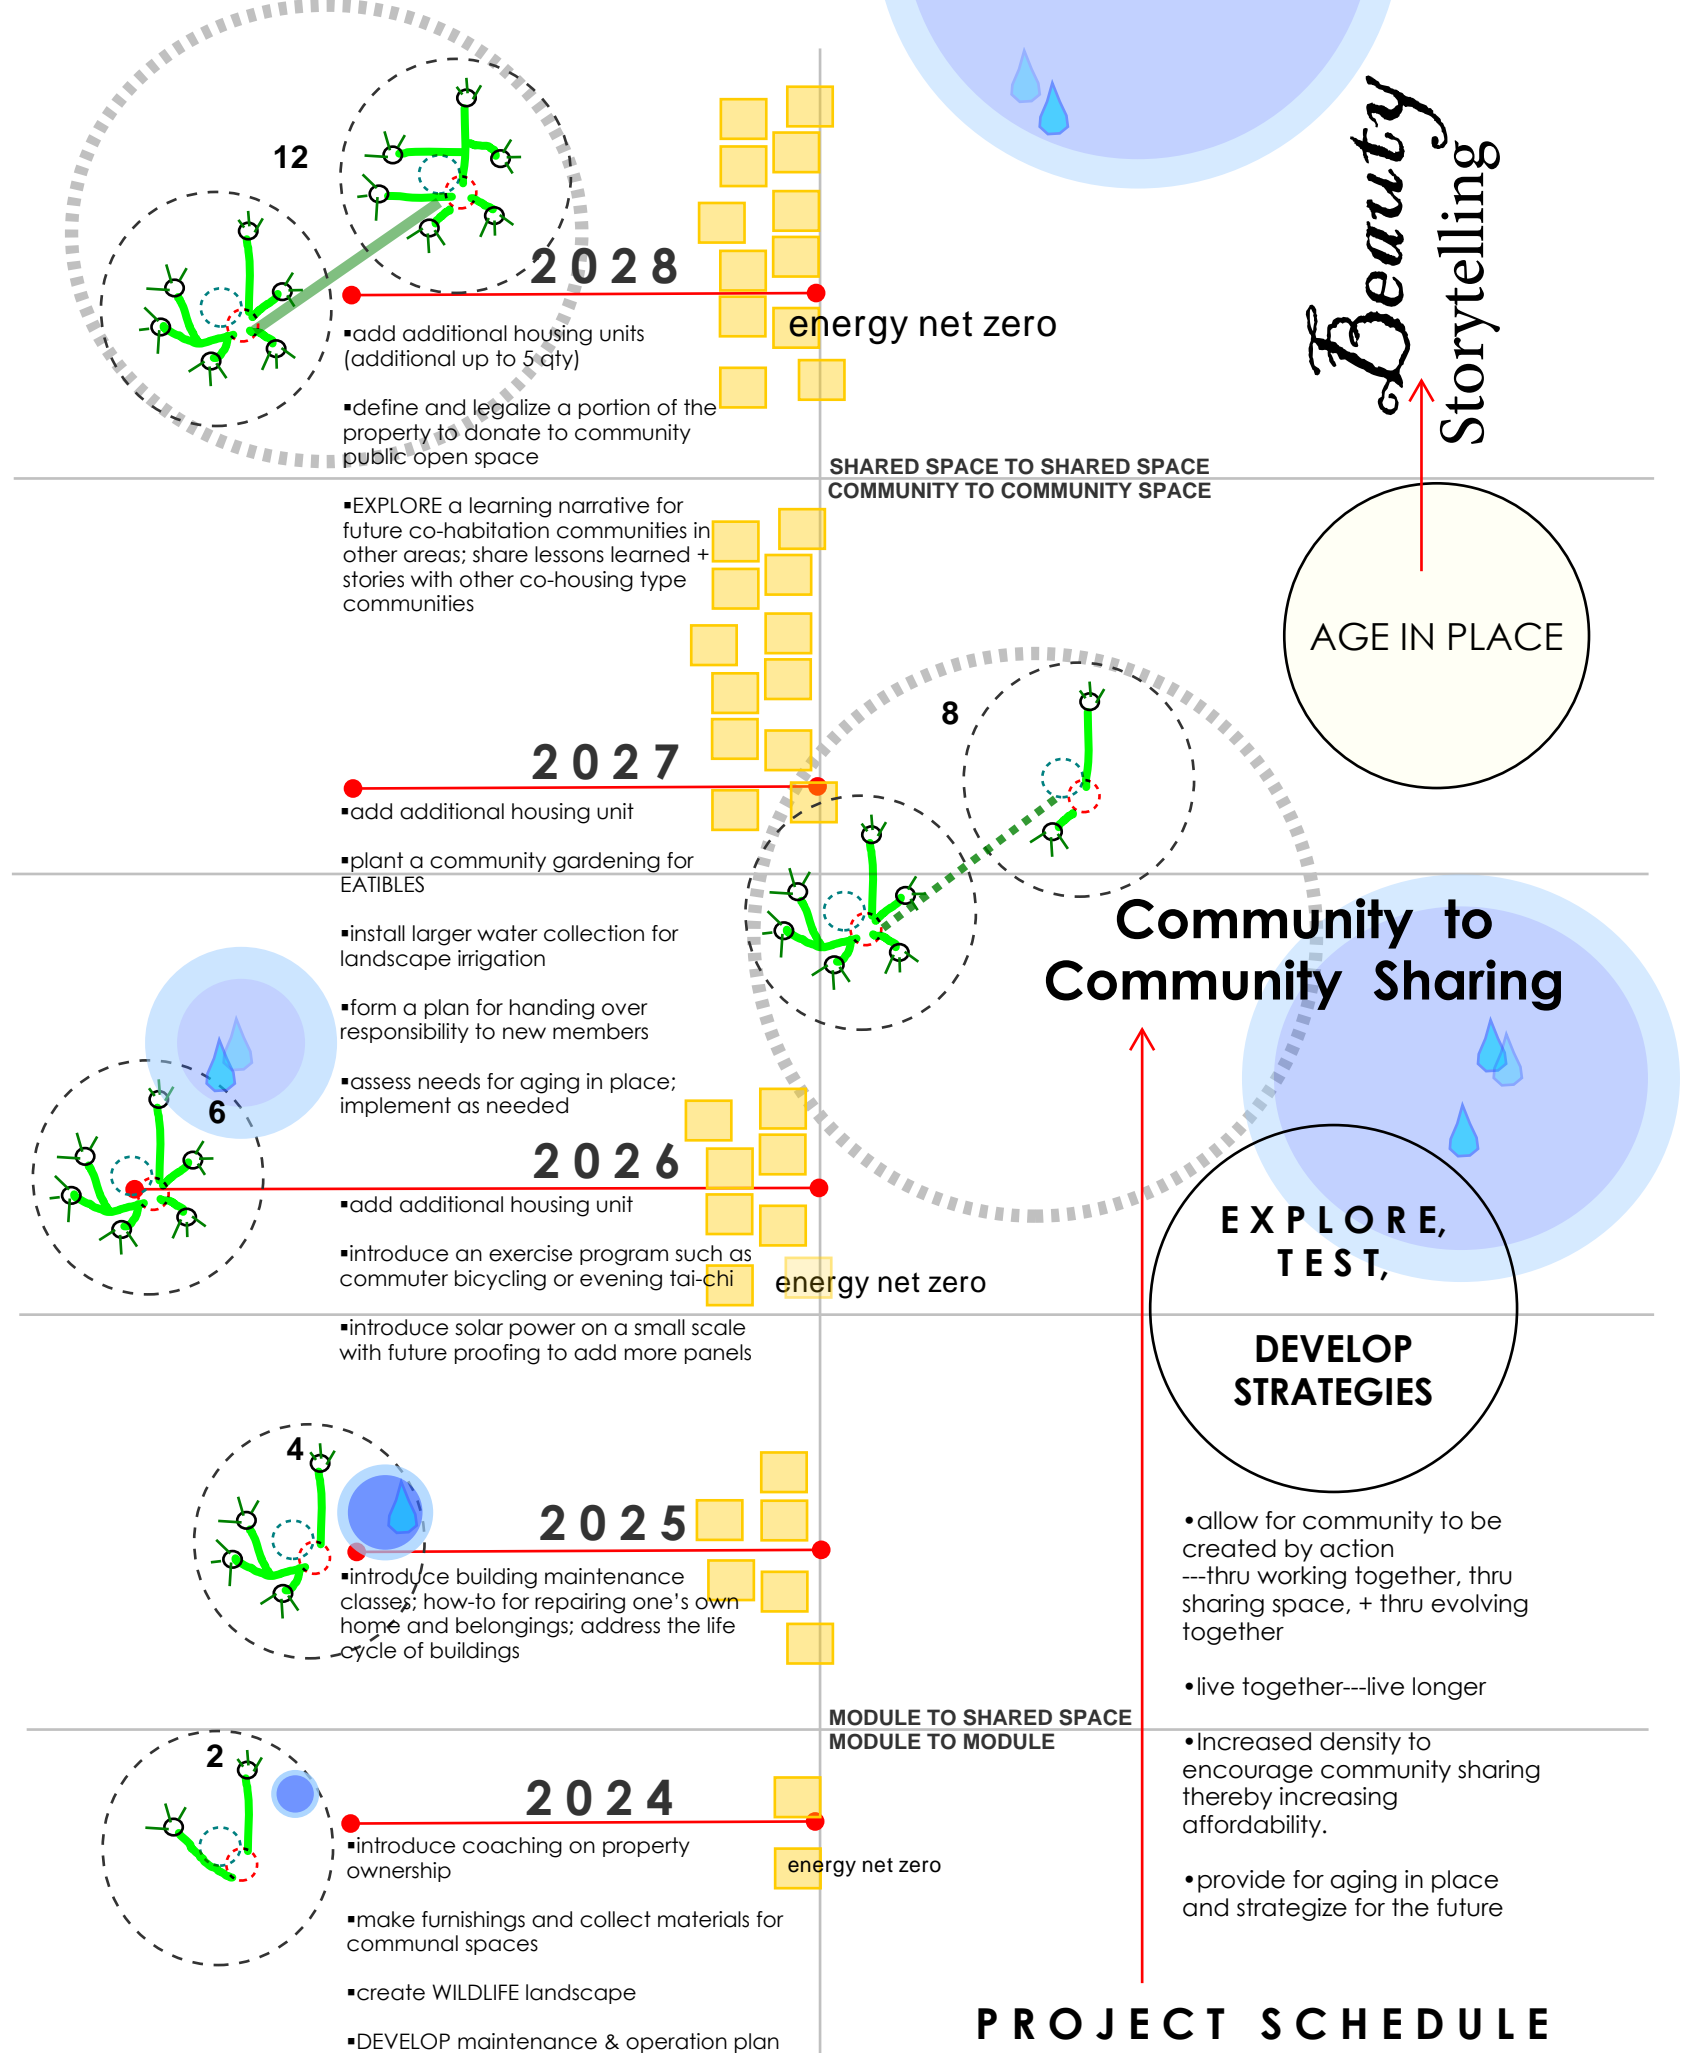 12
2028
▪add additional housing units
(additional up to 5 qty)
▪define and legalize a portion of the
property to donate to community
public open space
▪EXPLORE a learning narrative for
future co-habitation communities in
other areas; share lessons learned +
stories with other co-housing type
communities
energy net zero
Beauty
Storytelling
SHARED SPACE TO SHARED SPACE
COMMUNITY TO COMMUNITY SPACE
AGE IN PLACE
2027
▪add additional housing unit
▪plant a community gardening for
EATIBLES
▪install larger water collection for
landscape irrigation
▪form a plan for handing over
responsibility to new members
▪assess needs for aging in place;
implement as needed
8
Community to
Community Sharing
6
2026
▪add additional housing unit
▪introduce an exercise program such as
commuter bicycling or evening tai-chi
▪introduce solar power on a small scale
with future proofing to add more panels
energy net zero
EXPLORE,
TEST,
DEVELOP
STRATEGIES
4
2025
▪introduce building maintenance
classes; how-to for repairing one's own
home and belongings; address the life
cycle of buildings
•allow for community to be
created by action
---thru working together, thru
sharing space, + thru evolving
together
•live together---live longer
•Increased density to
encourage community sharing
thereby increasing
affordability.
•provide for aging in place
and strategize for the future
MODULE TO SHARED SPACE
MODULE TO MODULE
2
2024
▪introduce coaching on property
ownership
▪make furnishings and collect materials for
communal spaces
▪create WILDLIFE landscape
▪DEVELOP maintenance & operation plan
energy net zero
PROJECT SCHEDULE